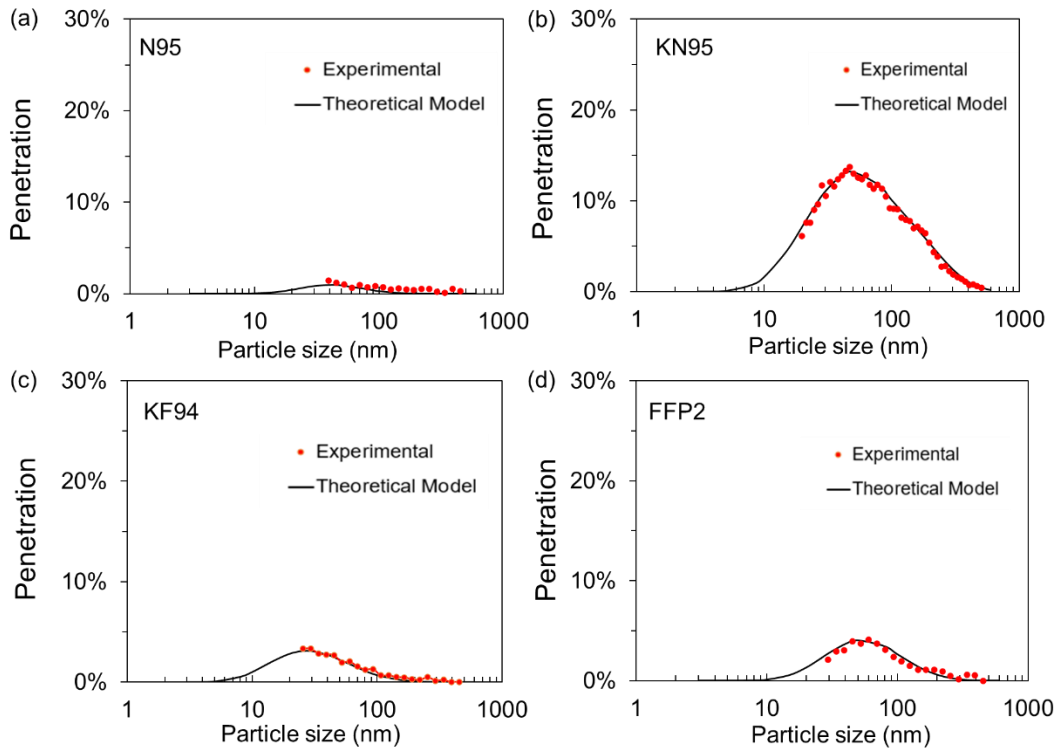 (a)
30%
20%
10%
0%
Penetration
N95
Experimental
Theoretical Model
1
10
100
1000
Particle size (nm)
(b)
30%
20%
10%
0%
Penetration
KN95
Experimental
Theoretical Model
1
10
100
1000
Particle size (nm)
(c)
30%
20%
10%
0%
Penetration
KF94
Experimental
Theoretical Model
1
10
100
1000
Particle size (nm)
(d)
30%
20%
10%
0%
Penetration
FFP2
Experimental
Theoretical Model
1
10
100
1000
Particle size (nm)